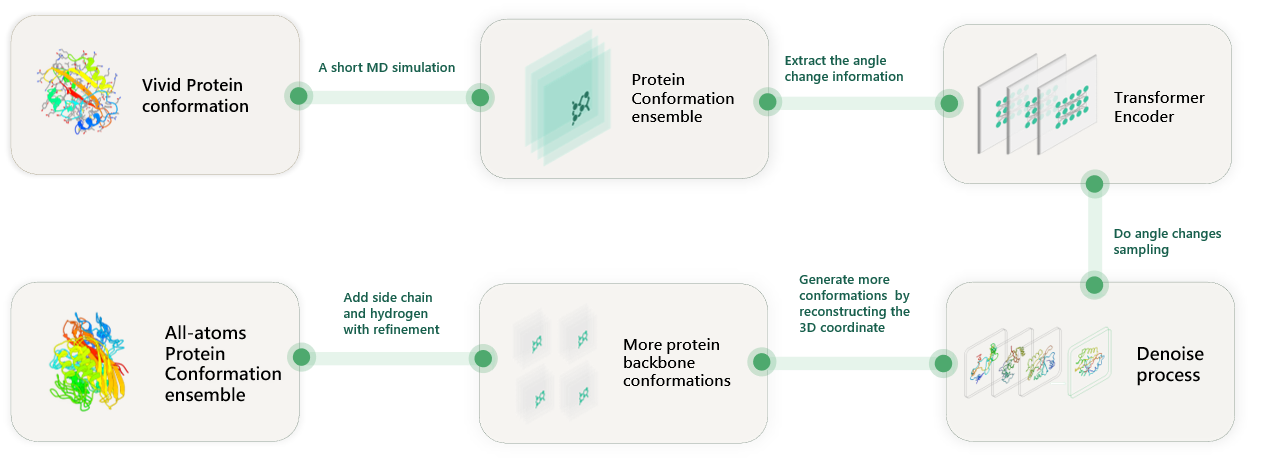 Vivid Protein
conformation
A short MD simulation
Protein
Conformation
ensemble
Extract the angle
change information
Transformer
Encoder
Do angle changes
sampling
Denoise
process
Generate more
conformations by
reconstructing the
3D coordinate
More protein
backbone
conformations
Add side chain
and hydrogen
with refinement
All-atoms
Protein
Conformation
ensemble